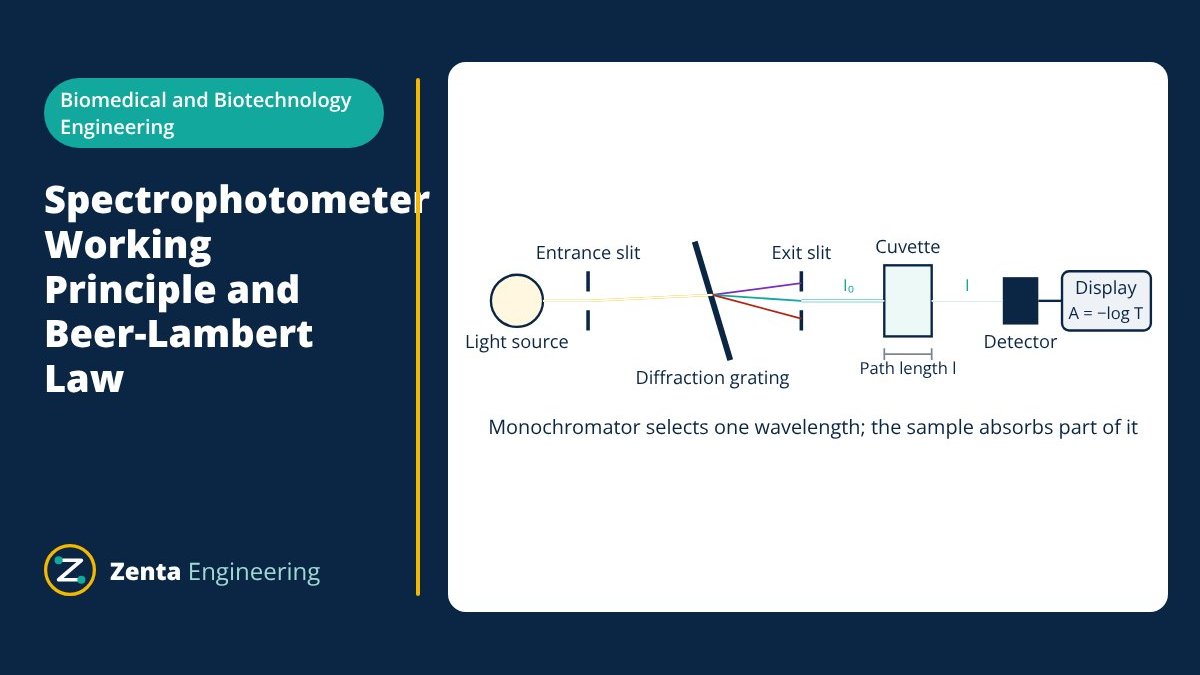 Biomedical and Biotechnology
Engineering
Spectrophotometer
Working
Principle and
Beer-Lambert
Law
Zenta Engineering
Entrance slit
Exit slit
Cuvette
I₀
I
Display
A = −log T
Light source
Detector
Path length l
Diffraction grating
Monochromator selects one wavelength; the sample absorbs part of it